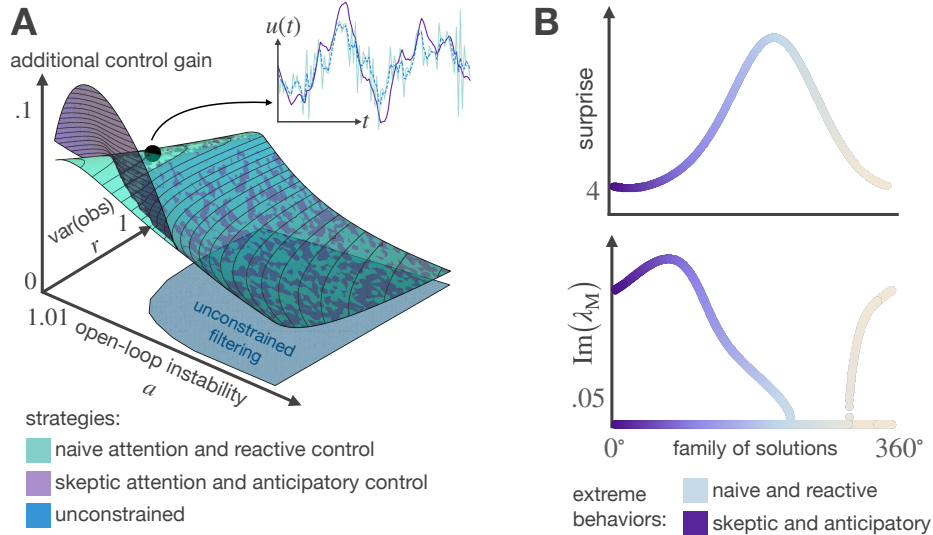 A
additional control gain
.1
u(t)
t
var(obs)
r
1
0
1.01
open-loop instability
a
unconstrained
filtering
strategies:
naive attention and reactive control
skeptic attention and anticipatory control
unconstrained
B
surprise
4
Im(λ_M)
.05
0°
family of solutions
360°
extreme
behaviors:
naive and reactive
skeptic and anticipatory